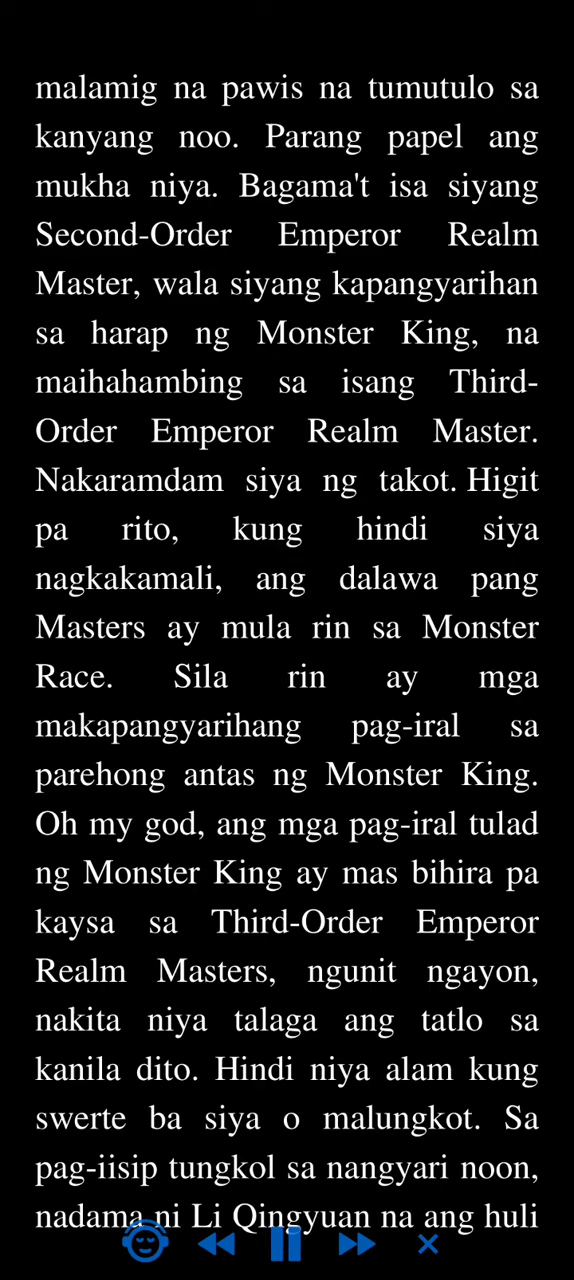 malamig na pawis na tumutulo sa
kanyang noo. Parang papel ang
mukha niya. Bagama't isa siyang
Second-Order Emperor Realm
Master, wala siyang kapangyarihan
sa harap ng Monster King, na
maihahambing sa isang Third-
Order Emperor Realm Master.
Nakaramdam siya ng takot. Higit
pa rito, kung hindi siya
nagkakamali, ang dalawa pang
Masters ay mula rin sa Monster
Race. Sila rin ay mga
makapangyarihang pag-iral sa
parehong antas ng Monster King.
Oh my god, ang mga pag-iral tulad
ng Monster King ay mas bihira pa
kaysa sa Third-Order Emperor
Realm Masters, ngunit ngayon,
nakita niya talaga ang tatlo sa
kanila dito. Hindi niya alam kung
swerte ba siya o malungkot. Sa
pag-iisip tungkol sa nangyari noon,
nadama ni Li Qingyuan na ang huli